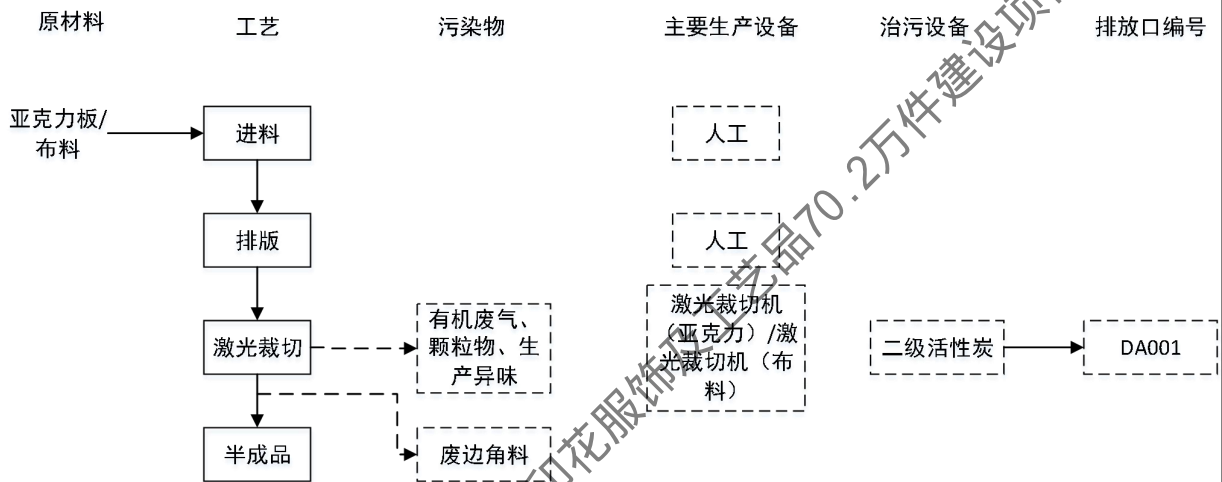 原材料
工艺
污染物
主要生产设备
治污设备
排放口编号
亚克力板/
布料
进料
人工
排版
人工
激光裁切
有机废气、
颗粒物、生
产异味
激光裁切机
（亚克力）/激
光裁切机（布
料）
二级活性炭
DA001
半成品
废边角料
印花服饰及工艺品70.2万件建设项